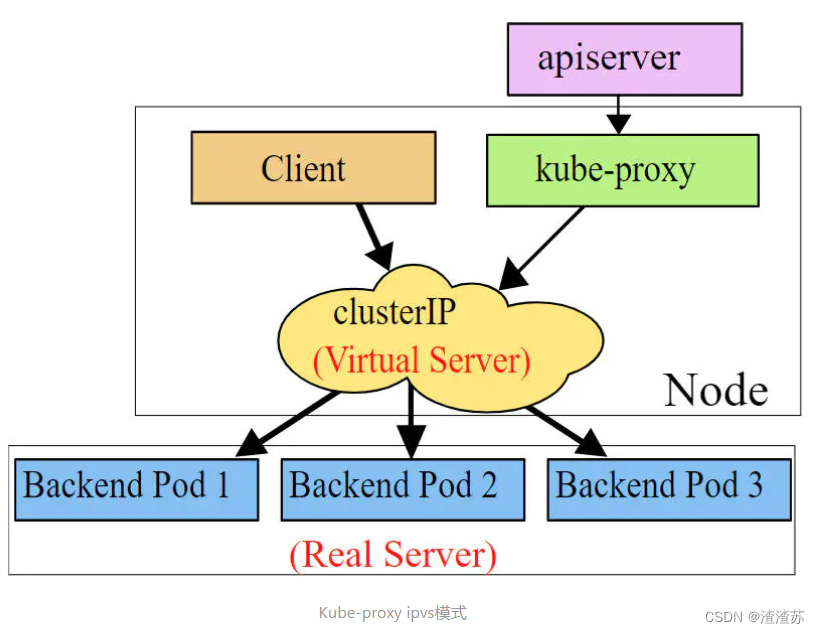 apiserver
Client
kube-proxy
clusterIP
(Virtual Server)
Node
Backend Pod 1
Backend Pod 2
Backend Pod 3
(Real Server)
Kube-proxy ipvs模式
CSDN @渣渣苏